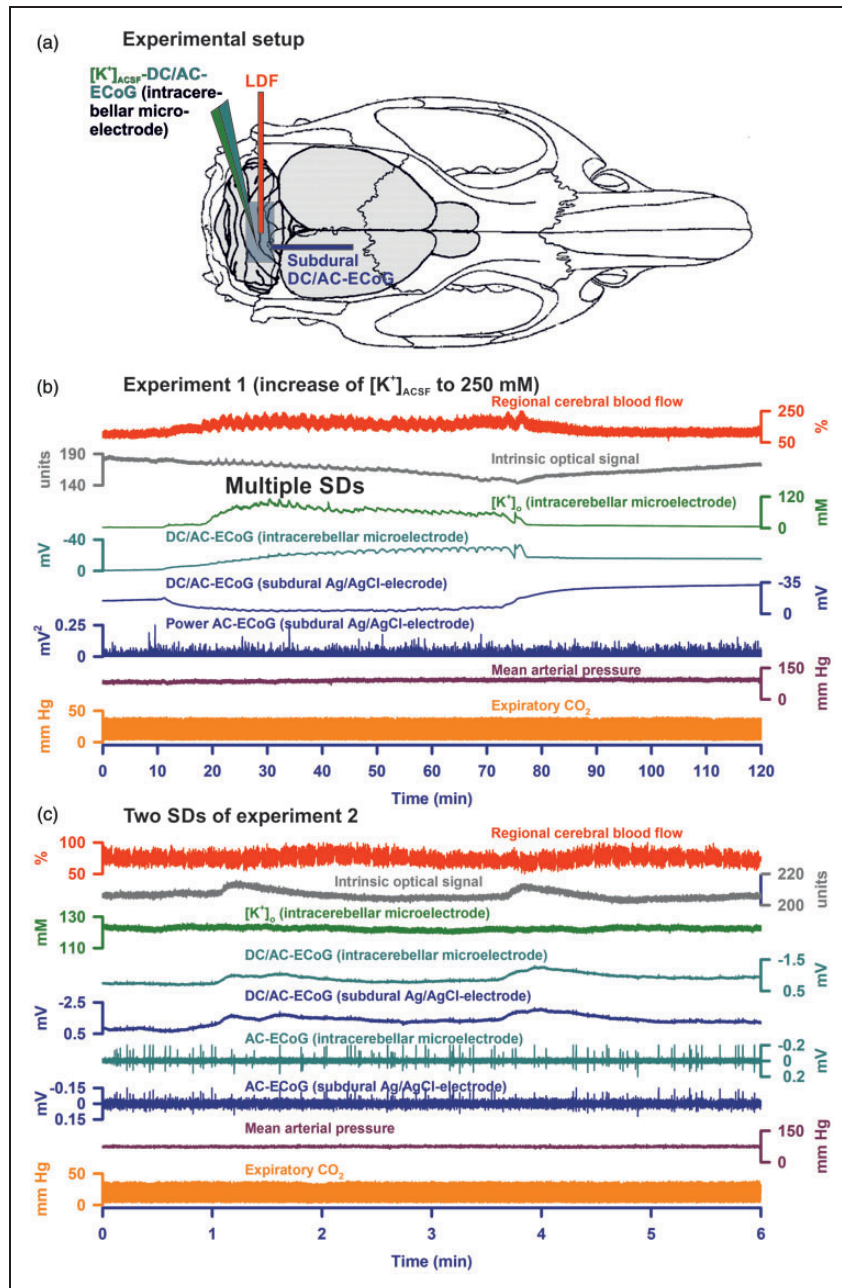 (a) Experimental setup
[K⁺]ACSF-DC/AC-
ECoG (intracere-
bellar micro-
electrode)
LDF
Subdural
DC/AC-ECoG
(b) Experiment 1 (increase of [K⁺]ACSF to 250 mM)
Regional cerebral blood flow
250
50
%
190
140
units
Intrinsic optical signal
Multiple SDs
[K⁺]o (intracerebellar microelectrode)
120
0
mM
-40
0
mV
DC/AC-ECoG (intracerebellar microelectrode)
DC/AC-ECoG (subdural Ag/AgCl-elecrode)
-35
0
mV
0.25
0
mV²
Power AC-ECoG (subdural Ag/AgCl-electrode)
Mean arterial pressure
150
0
mm Hg
50
0
mm Hg
Expiratory CO₂
0 10 20 30 40 50 60 70 80 90 100 110 120
Time (min)
(c) Two SDs of experiment 2
100
50
%
Regional cerebral blood flow
Intrinsic optical signal
220
200
units
130
110
mM
[K⁺]o (intracerebellar microelectrode)
DC/AC-ECoG (intracerebellar microelectrode)
-1.5
0.5
mV
-2.5
0.5
mV
DC/AC-ECoG (subdural Ag/AgCl-electrode)
AC-ECoG (intracerebellar microelectrode)
-0.2
0
0.2
mV
-0.15
0
0.15
mV
AC-ECoG (subdural Ag/AgCl-electrode)
Mean arterial pressure
150
0
mm Hg
50
0
mm Hg
Expiratory CO₂
0 1 2 3 4 5 6
Time (min)